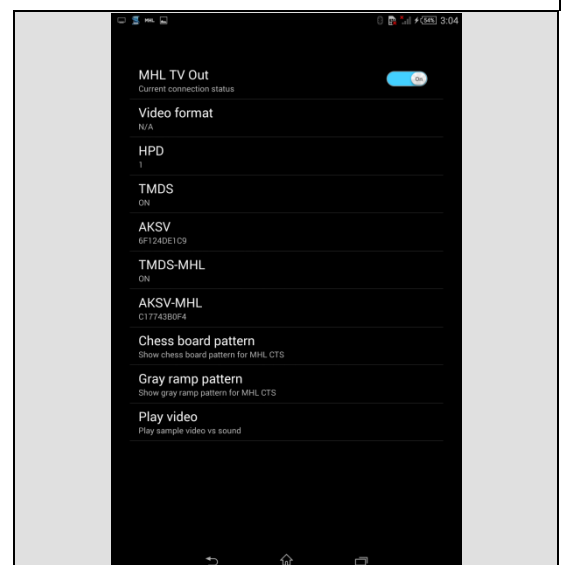 MHL 54% 3:04
MHL TV Out
Current connection status
On
Video format
N/A
HPD
1
TMDS
ON
AKSV
6F124DE1C9
TMDS-MHL
ON
AKSV-MHL
C17743B0F4
Chess board pattern
Show chess board pattern for MHL CTS
Gray ramp pattern
Show gray ramp pattern for MHL CTS
Play video
Play sample video vs sound